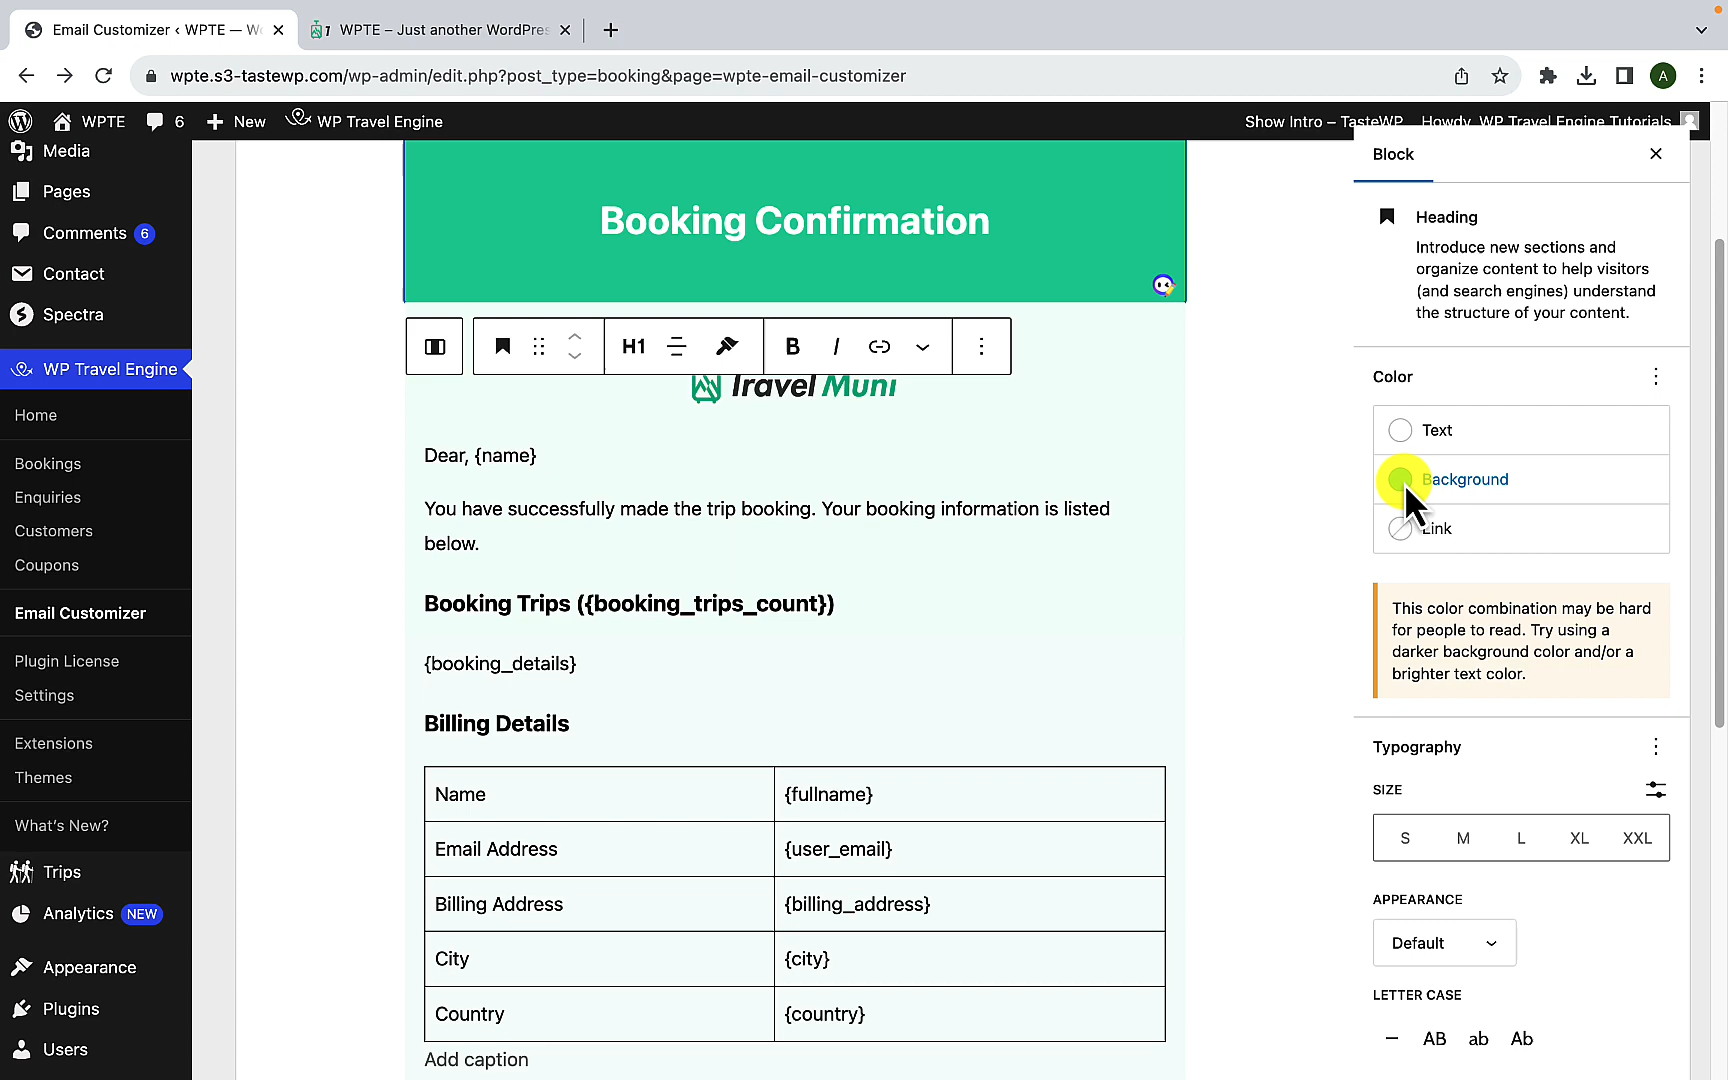 Email Customizer ‹ WPTE — W
WPTE – Just another WordPres
wpte.s3-tastewp.com/wp-admin/edit.php?post_type=booking&page=wpte-email-customizer
A
WPTE
6
New
WP Travel Engine
Show Intro – TasteWP
Howdy, WP Travel Engine Tutorials
Media
Pages
Comments 6
Contact
Spectra
WP Travel Engine
Home
Bookings
Enquiries
Customers
Coupons
Email Customizer
Plugin License
Settings
Extensions
Themes
What's New?
Trips
Analytics NEW
Appearance
Plugins
Users
Booking Confirmation
H1
B I
Travel Muni
Dear, {name}
You have successfully made the trip booking. Your booking information is listed
below.
Booking Trips ({booking_trips_count})
{booking_details}
Billing Details
Name {fullname}
Email Address {user_email}
Billing Address {billing_address}
City {city}
Country {country}
Add caption
Block
Heading
Introduce new sections and
organize content to help visitors
(and search engines) understand
the structure of your content.
Color
Text
Background
Link
This color combination may be hard
for people to read. Try using a
darker background color and/or a
brighter text color.
Typography
SIZE
S M L XL XXL
APPEARANCE
Default
LETTER CASE
— AB ab Ab